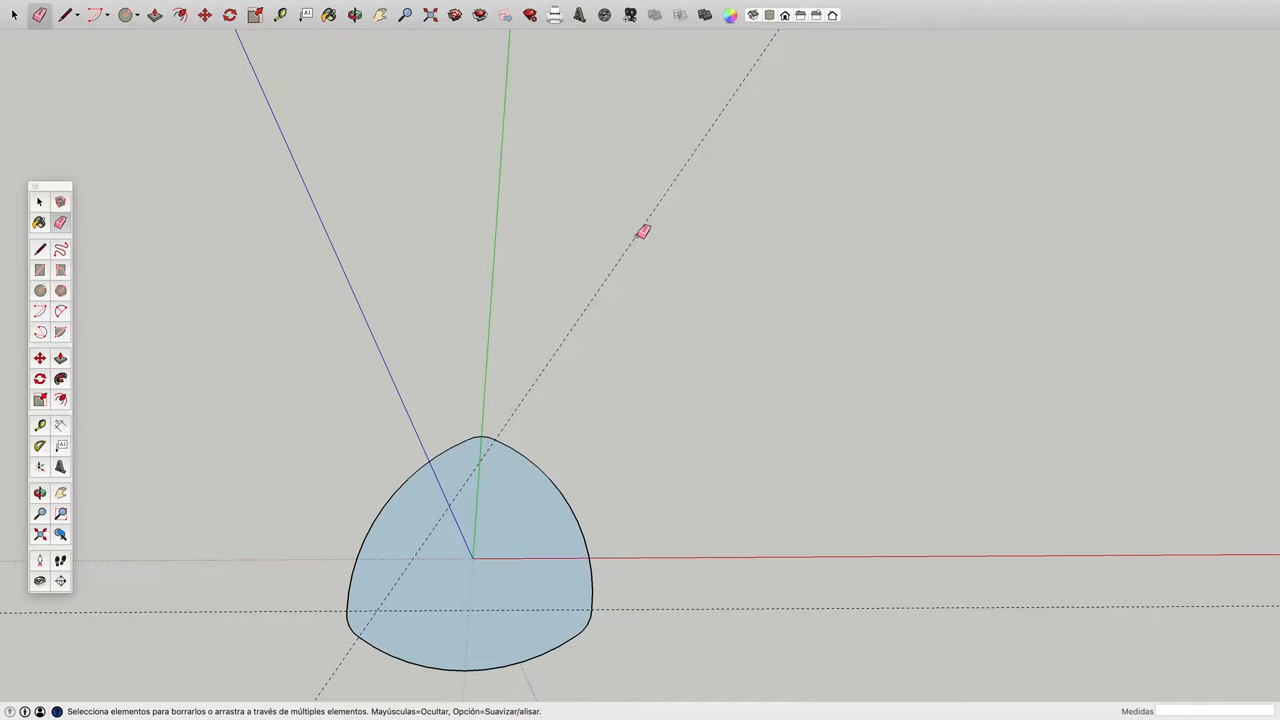 Selecciona elementos para borrarlos o arrastra a través de múltiples elementos. Mayúsculas=Ocultar, Opción=Suavizar/alisar.
Medidas